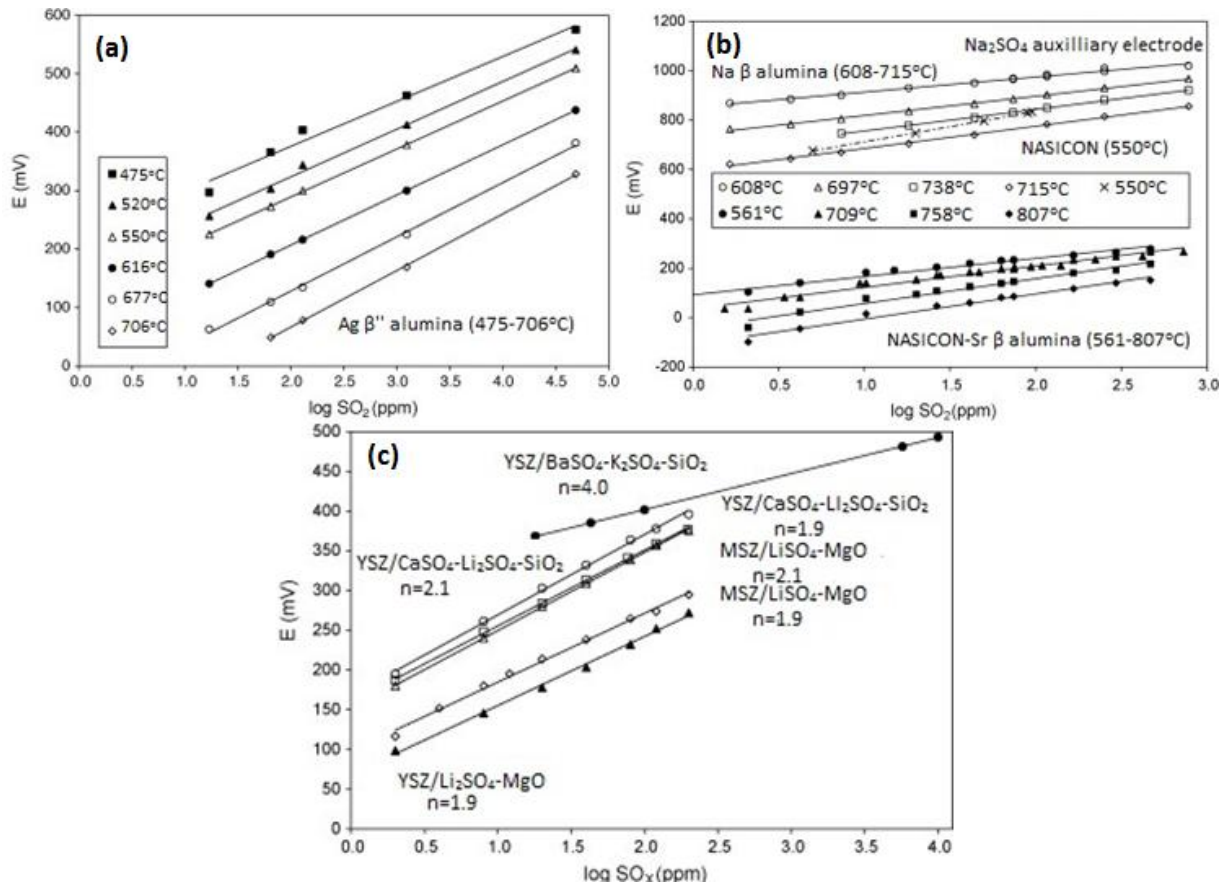 (a)
600
500
400
300
200
100
0
E (mV)
475°C
520°C
550°C
616°C
677°C
706°C
Ag β" alumina (475-706°C)
0.0 0.5 1.0 1.5 2.0 2.5 3.0 3.5 4.0 4.5 5.0
log SO₂(ppm)
(b)
1200
1000
800
600
400
200
0
-200
E (mV)
Na₂SO₄ auxilliary electrode
Na β alumina (608-715°C)
NASICON (550°C)
608°C 697°C 738°C 715°C 550°C
561°C 709°C 758°C 807°C
NASICON-Sr β alumina (561-807°C)
0.0 0.5 1.0 1.5 2.0 2.5 3.0
log SO₂(ppm)
(c)
500
450
400
350
300
250
200
150
100
50
0
E (mV)
YSZ/BaSO₄-K₂SO₄-SiO₂
n=4.0
YSZ/CaSO₄-LI₂SO₄-SiO₂
n=1.9
YSZ/CaSO₄-Li₂SO₄-SiO₂
n=2.1
MSZ/LiSO₄-MgO
n=2.1
MSZ/LiSO₄-MgO
n=1.9
YSZ/Li₂SO₄-MgO
n=1.9
0.0 0.5 1.0 1.5 2.0 2.5 3.0 3.5 4.0
log SOₓ(ppm)